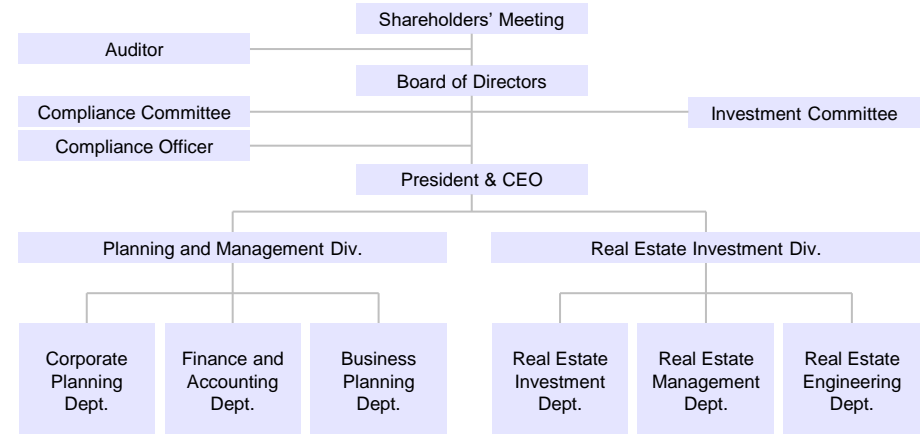 Shareholders’ Meeting
Auditor
Board of Directors
Compliance Committee
Investment Committee
Compliance Officer
President & CEO
Planning and Management Div.
Real Estate Investment Div.
Corporate
Planning
Dept.
Finance and
Accounting
Dept.
Business
Planning
Dept.
Real Estate
Investment
Dept.
Real Estate
Management
Dept.
Real Estate
Engineering
Dept.